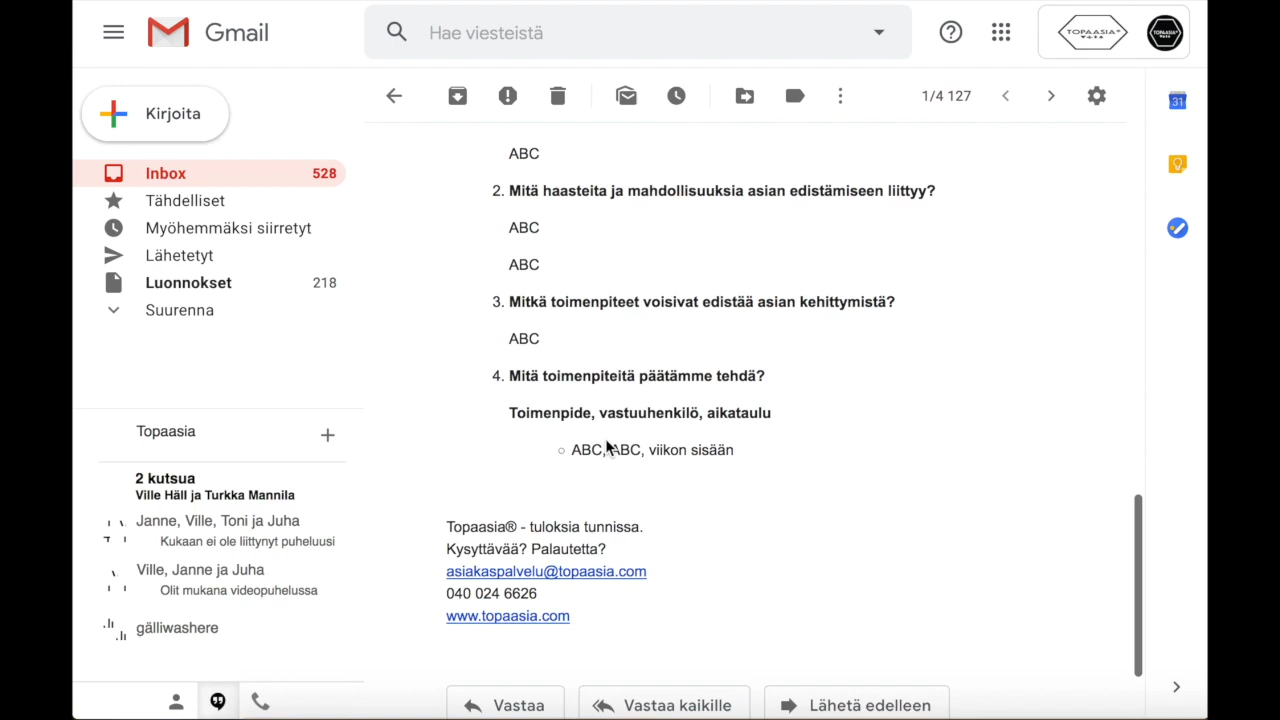 Gmail
Hae viesteistä
TOPAASIA®
TOPAASIA®
Kirjoita
1/4 127
31
Inbox 528
Tähdelliset
Myöhemmäksi siirretyt
Lähetetyt
Luonnokset 218
Suurenna
ABC
2. Mitä haasteita ja mahdollisuuksia asian edistämiseen liittyy?
ABC
ABC
3. Mitkä toimenpiteet voisivat edistää asian kehittymistä?
ABC
4. Mitä toimenpiteitä päätämme tehdä?
Toimenpide, vastuuhenkilö, aikataulu
ABC, ABC, viikon sisään
Topaasia® - tuloksia tunnissa.
Kysyttävää? Palautetta?
asiakaspalvelu@topaasia.com
040 024 6626
www.topaasia.com
Vastaa
Vastaa kaikille
Lähetä edelleen
Topaasia
2 kutsua
Ville Häll ja Turkka Mannila
Janne, Ville, Toni ja Juha
Kukaan ei ole liittynyt puheluusi
Ville, Janne ja Juha
Olit mukana videopuhelussa
gälliwashere